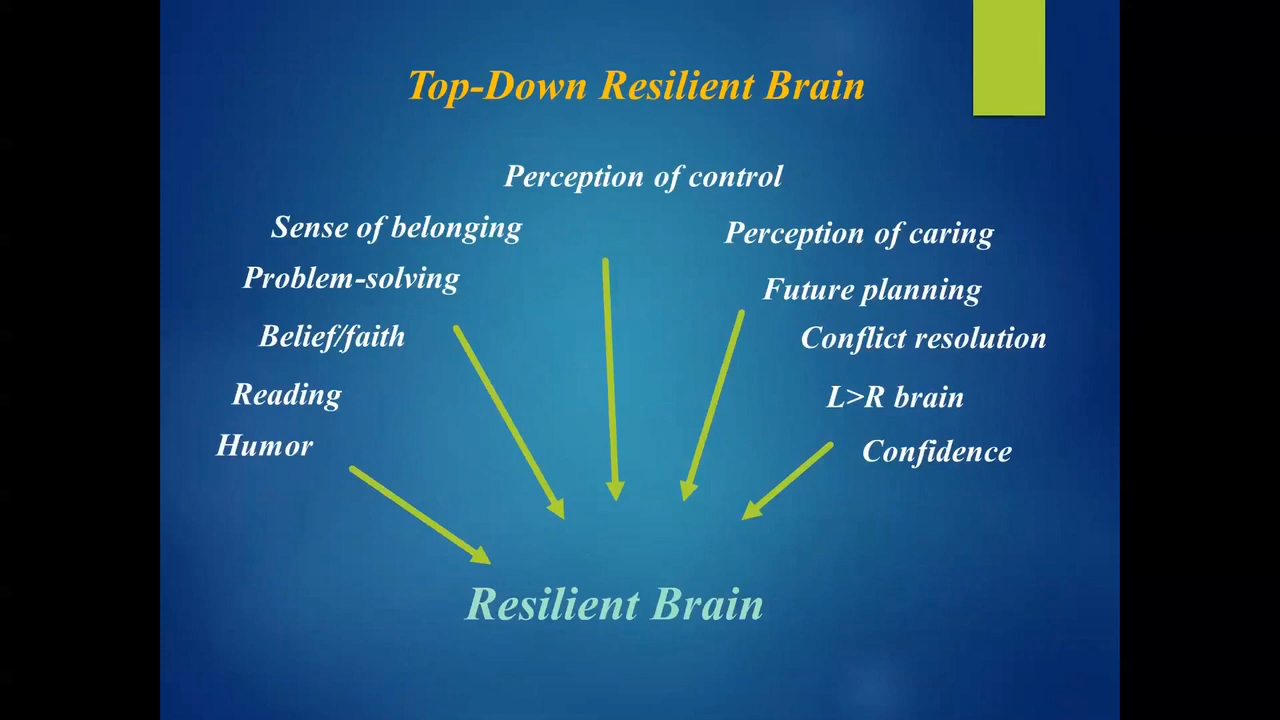 Top-Down Resilient Brain
Perception of control
Sense of belonging
Perception of caring
Problem-solving
Future planning
Belief/faith
Conflict resolution
Reading
L>R brain
Humor
Confidence
Resilient Brain